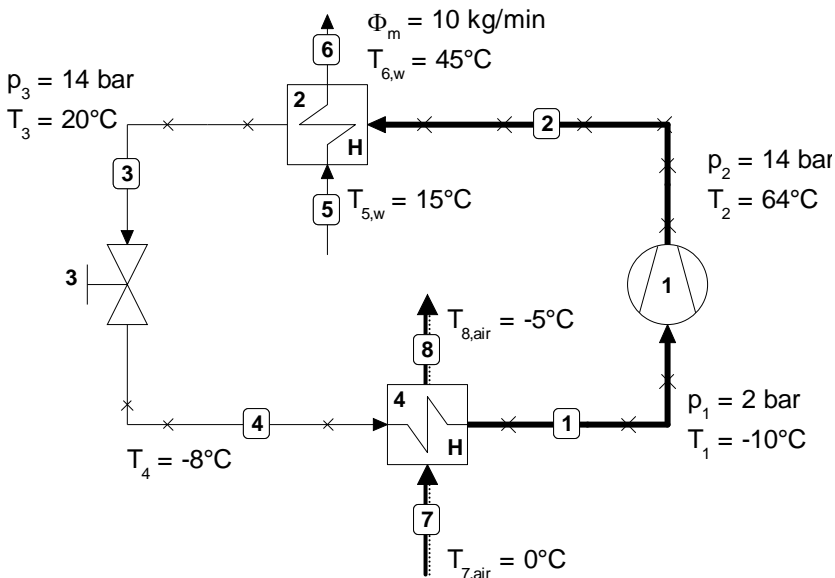 Φm = 10 kg/min
6
T6,w = 45°C
p3 = 14 bar
T3 = 20°C
2
H
2
3
5
T5,w = 15°C
p2 = 14 bar
T2 = 64°C
3
1
T8,air = -5°C
8
4
H
4
1
p1 = 2 bar
T1 = -10°C
T4 = -8°C
7
T7,air = 0°C